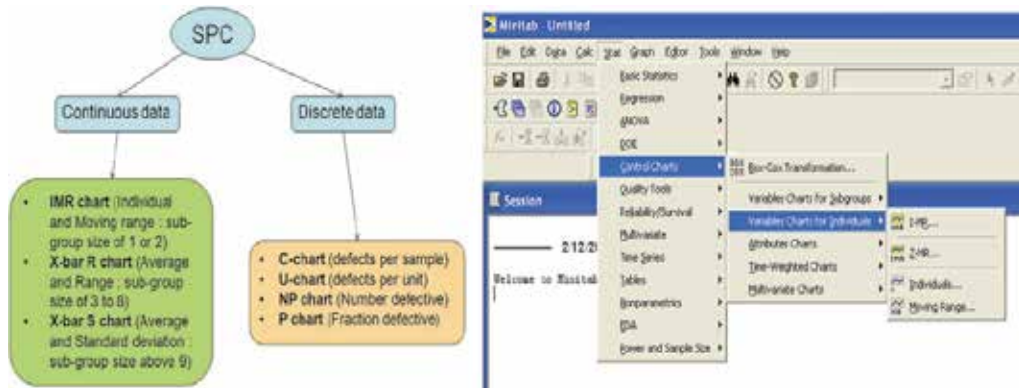 SPC
Continuous data
Discrete data
• IMR chart (Individual
and Moving range : sub-
group size of 1 or 2)
• X-bar R chart (Average
and Range : sub-group
size of 3 to 8)
• X-bar S chart (Average
and Standard deviation :
sub-group size above 9)
• C-chart (defects per sample)
• U-chart (defects per unit)
• NP chart (Number defective)
• P chart (Fraction defective)
Minitab - Untitled
File Edit Data Calc Stat Graph Editor Tools Window Help
Basic Statistics
Regression
ANOVA
DOE
Control Charts
Quality Tools
Reliability/Survival
Multivariate
Time Series
Tables
Nonparametrics
EDA
Power and Sample Size
Box-Cox Transformation...
Variables Charts for Subgroups
Variables Charts for Individuals
Attributes Charts
Time-Weighted Charts
Multivariate Charts
I-MR...
Z-MR...
Individuals...
Moving Range...
Session
2/12/2
Welcome to Minitab